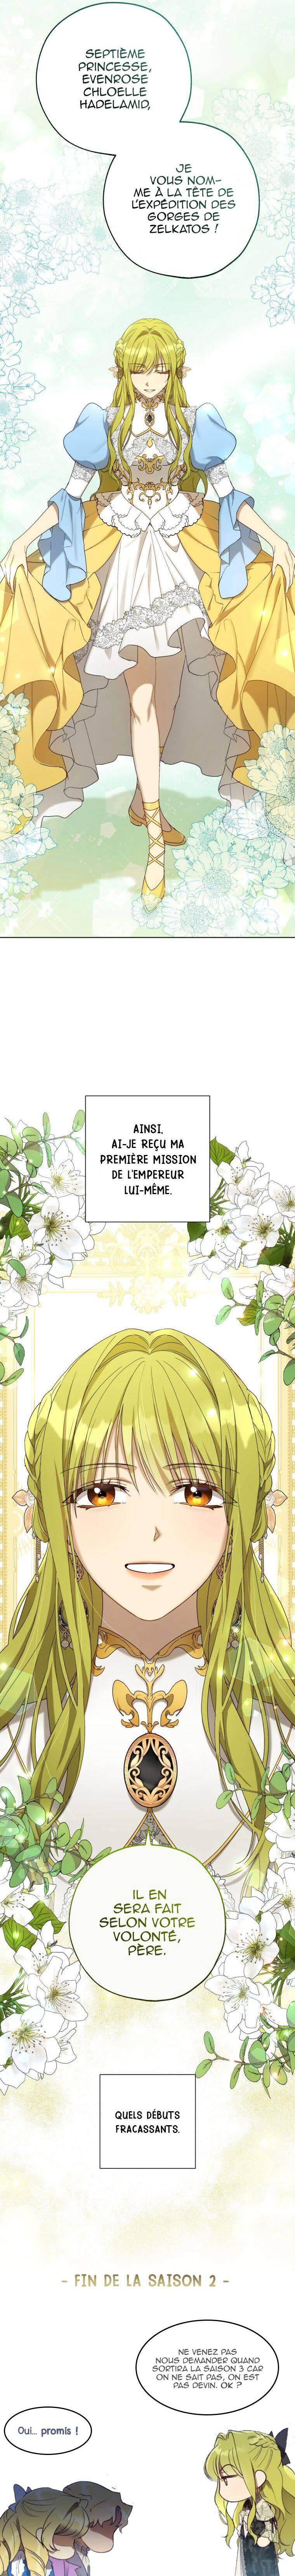 SEPTIÈME
PRINCESSE,
EVENROSE
CHLOELLE
HADELAMID,
JE
VOUS NOM-
ME À LA TÊTE DE
L'EXPÉDITION DES
GORGES DE
ZELKATOS !
AINSI,
AI-JE REÇU MA
PREMIÈRE MISSION
DE L'EMPEREUR
LUI-MÊME.
IL EN
SERA FAIT
SELON VOTRE
VOLONTÉ,
PÈRE.
QUELS DÉBUTS
FRACASSANTS.
- FIN DE LA SAISON 2 -
NE VENEZ PAS
NOUS DEMANDER QUAND
SORTIRA LA SAISON 3 CAR
ON NE SAIT PAS, ON EST
PAS DEVIN. OK ?
Oui... promis !